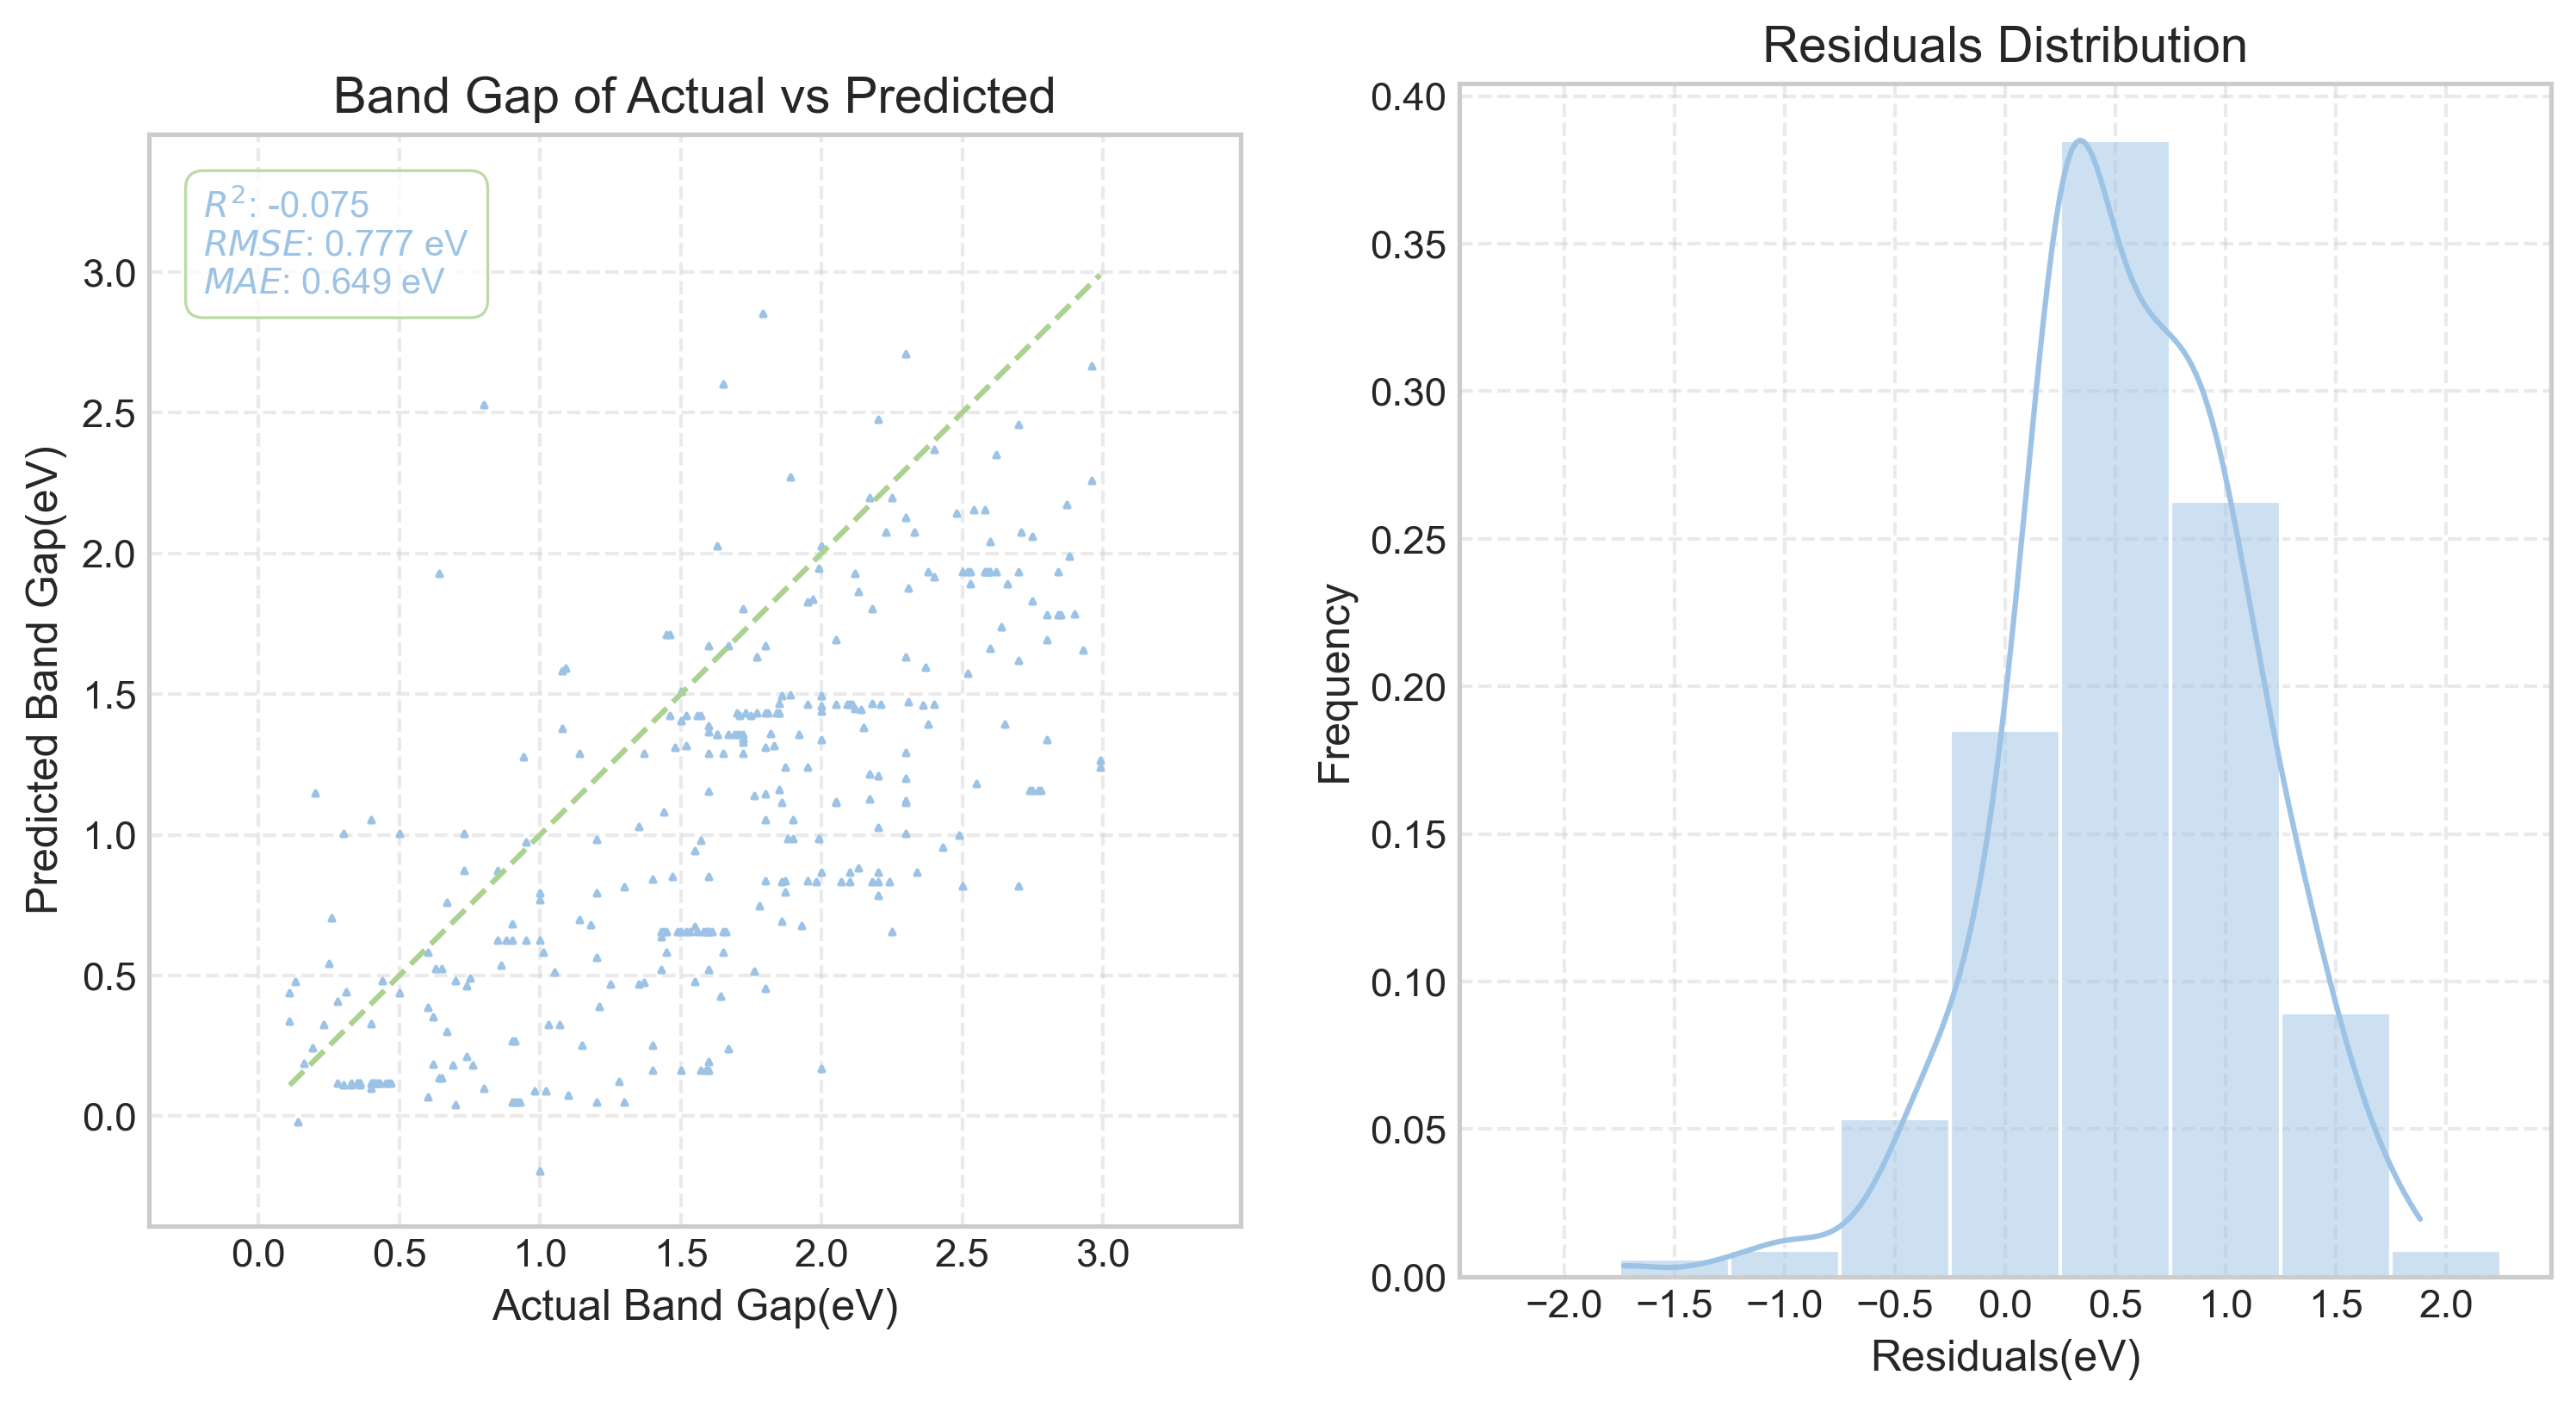 Band Gap of Actual vs Predicted
R²: -0.075
RMSE: 0.777 eV
MAE: 0.649 eV
Predicted Band Gap(eV)
3.0
2.5
2.0
1.5
1.0
0.5
0.0
0.0 0.5 1.0 1.5 2.0 2.5 3.0
Actual Band Gap(eV)
Residuals Distribution
Frequency
0.40
0.35
0.30
0.25
0.20
0.15
0.10
0.05
0.00
−2.0 −1.5 −1.0 −0.5 0.0 0.5 1.0 1.5 2.0
Residuals(eV)